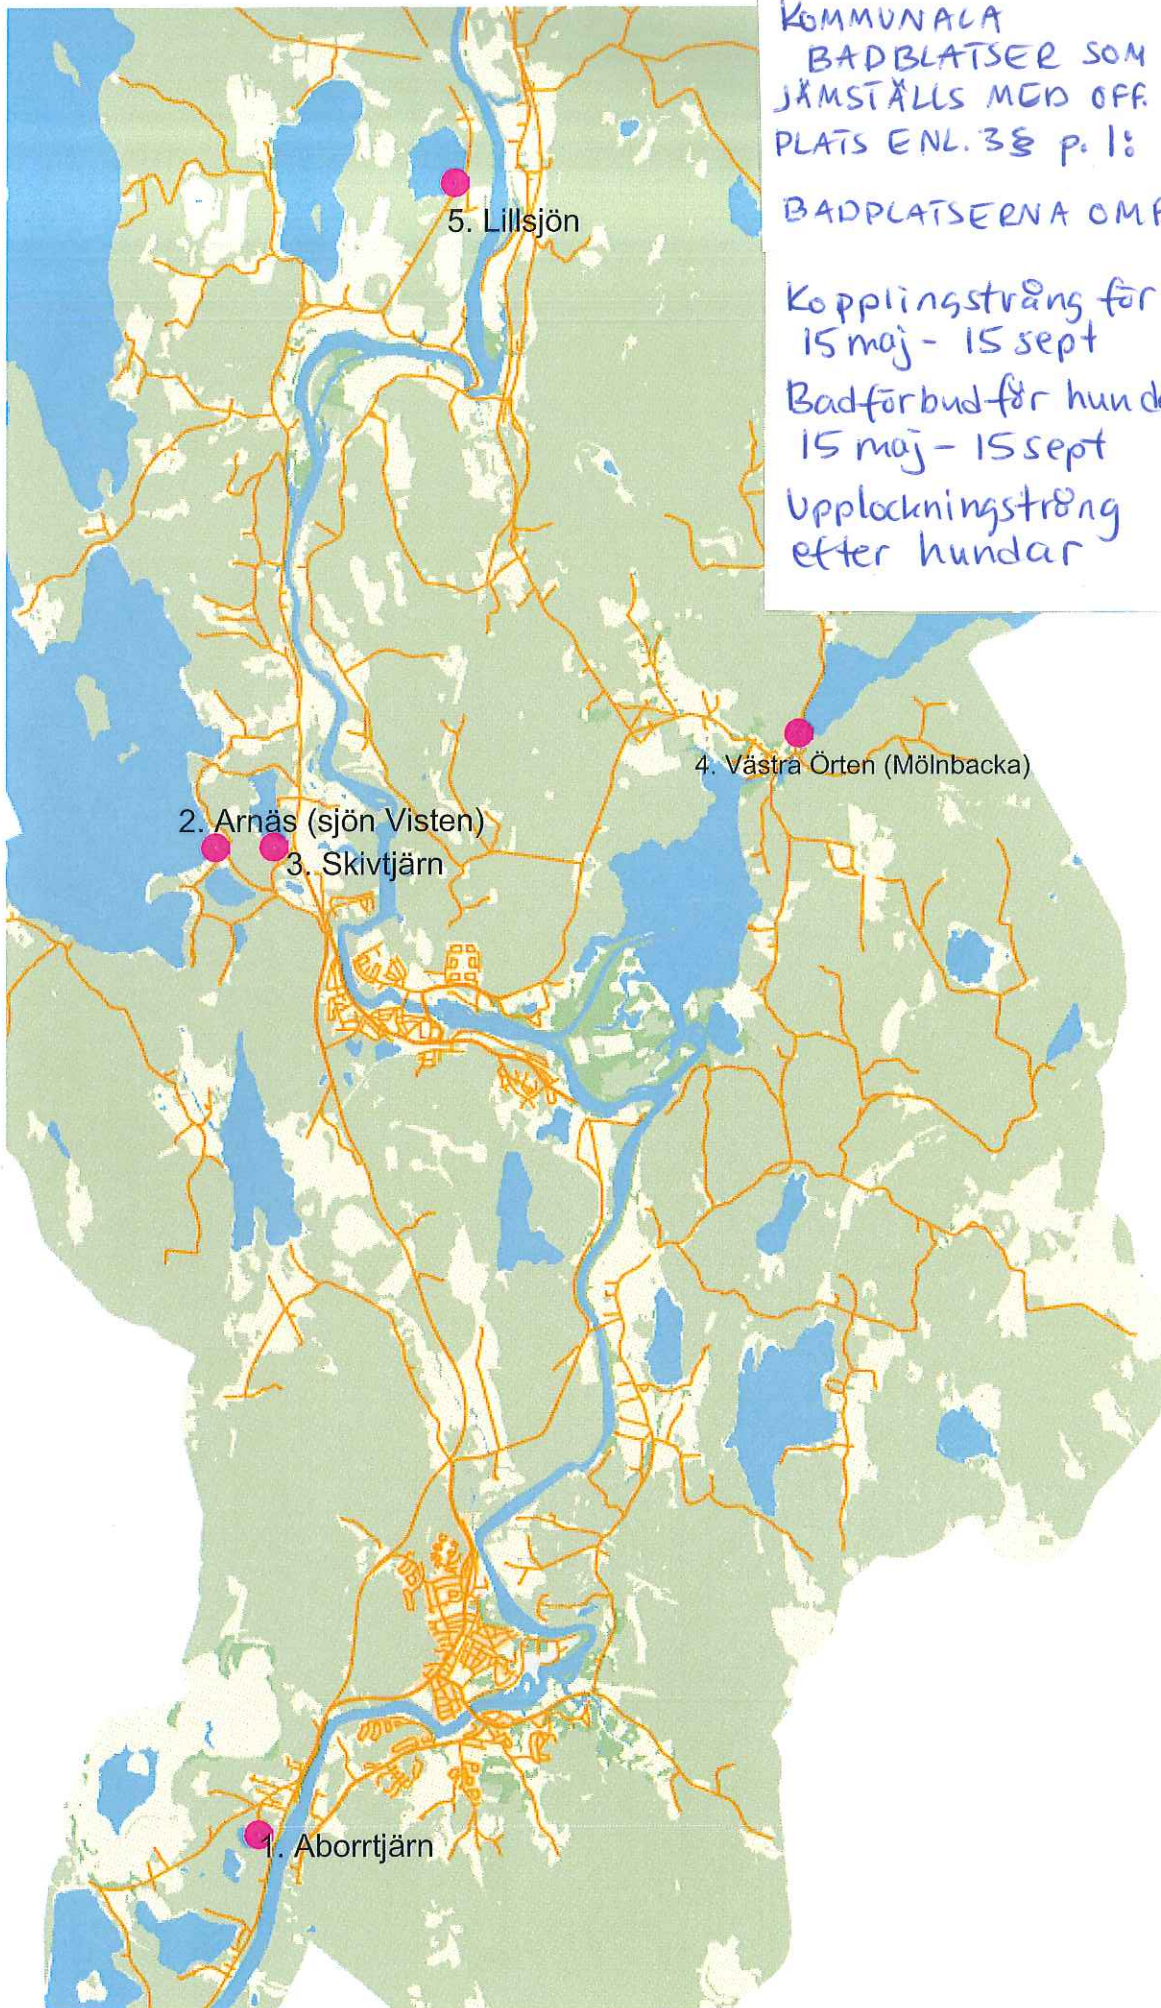 KOMMUNALA
BADBLATSER SOM
JÄMSTÄLLS MED OFF.
PLATS ENL. 3§ p. 1:
BADPLATSERNA OMF
Kopplingstvång för
15 maj - 15 sept
Badförbud för hund
15 maj - 15 sept
Upplockningstvång
efter hundar
5. Lillsjön
4. Västra Örten (Mölnbacka)
2. Arnäs (sjön Visten)
3. Skivtjärn
1. Aborrtjärn